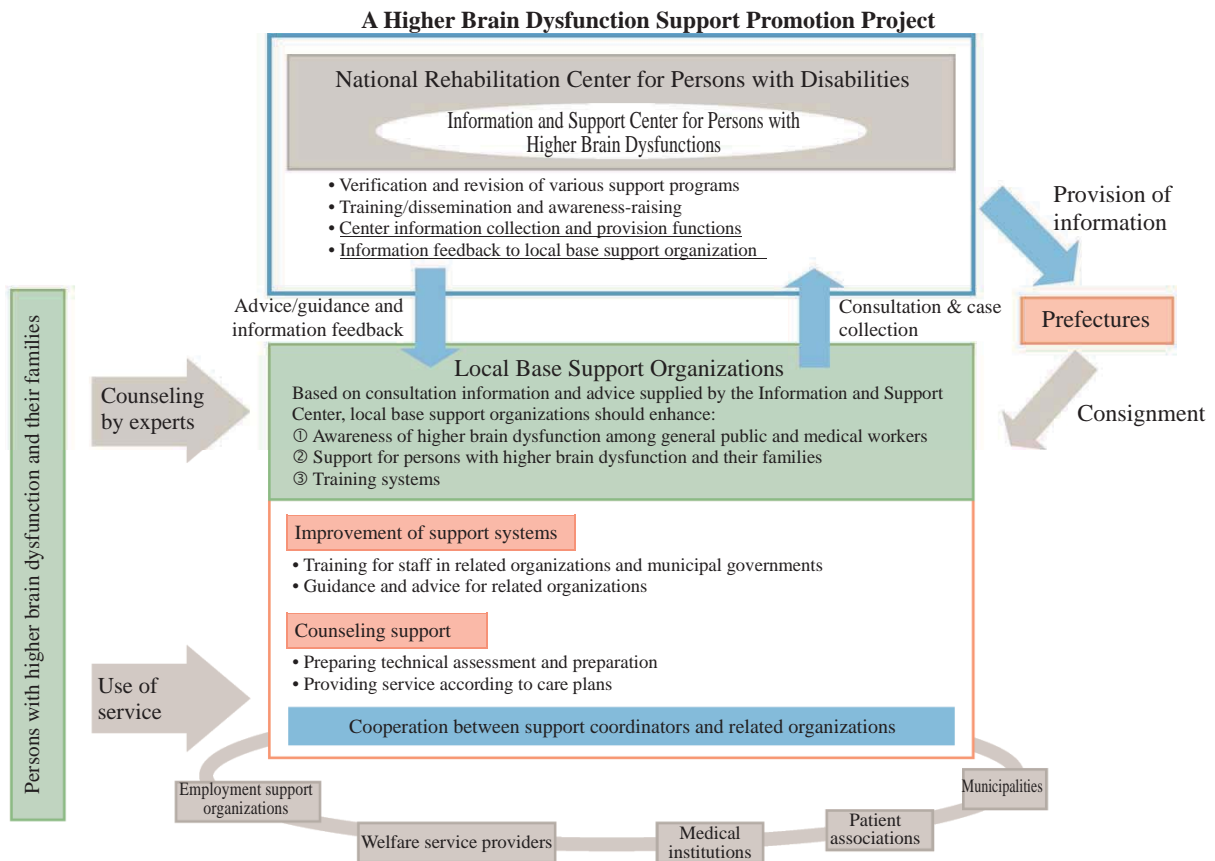 A Higher Brain Dysfunction Support Promotion Project
National Rehabilitation Center for Persons with Disabilities
Information and Support Center for Persons with
Higher Brain Dysfunctions
• Verification and revision of various support programs
• Training/dissemination and awareness-raising
• Center information collection and provision functions
• Information feedback to local base support organization
Provision of
information
Advice/guidance and
information feedback
Consultation & case
collection
Prefectures
Consignment
Persons with higher brain dysfunction and their families
Counseling
by experts
Local Base Support Organizations
Based on consultation information and advice supplied by the Information and Support
Center, local base support organizations should enhance:
① Awareness of higher brain dysfunction among general public and medical workers
② Support for persons with higher brain dysfunction and their families
③ Training systems
Improvement of support systems
• Training for staff in related organizations and municipal governments
• Guidance and advice for related organizations
Counseling support
• Preparing technical assessment and preparation
• Providing service according to care plans
Use of
service
Cooperation between support coordinators and related organizations
Employment support
organizations
Welfare service providers
Medical
institutions
Patient
associations
Municipalities